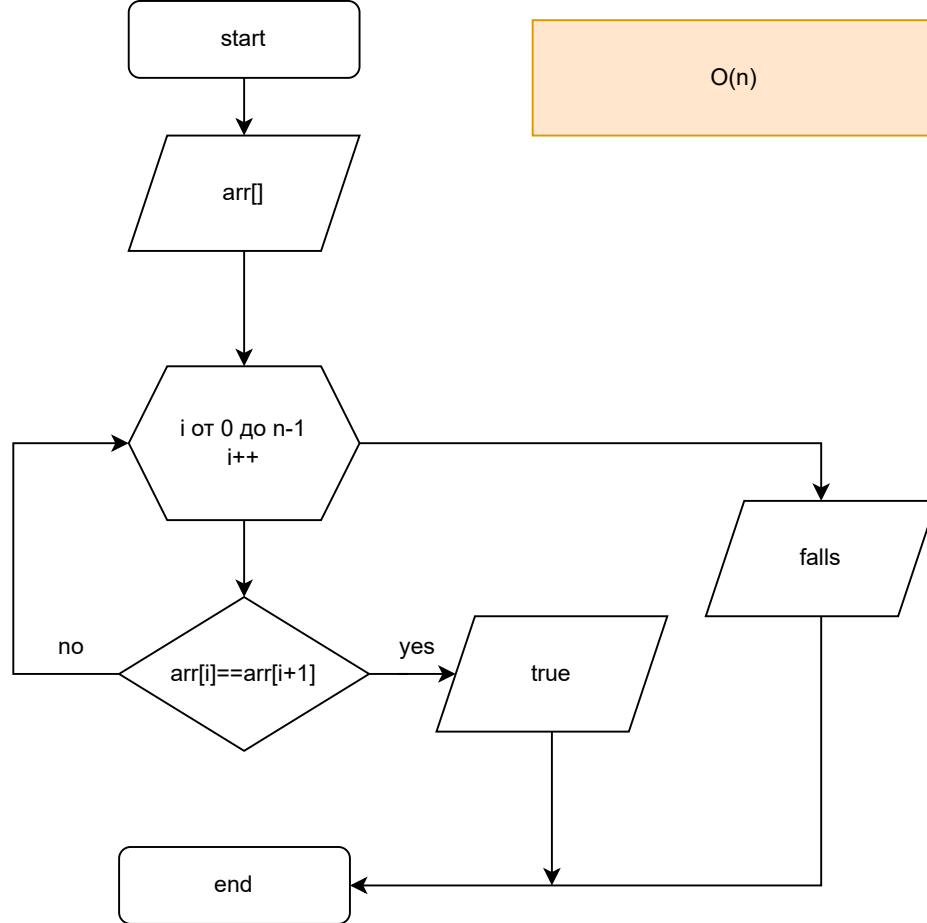 start
O(n)
arr[]
i от 0 до n-1
i++
falls
no
yes
arr[i]==arr[i+1]
true
end